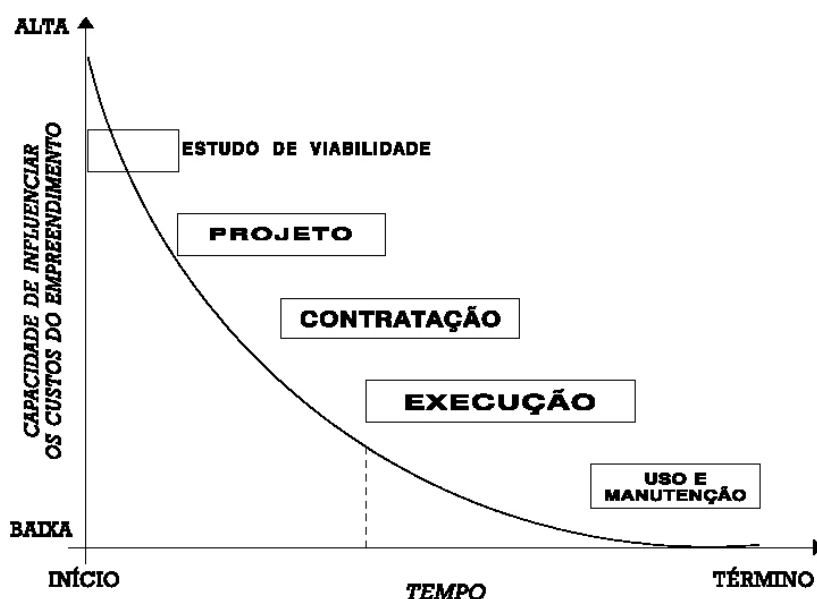 ALTA
ESTUDO DE VIABILIDADE
CAPACIDADE DE INFLUENCIAR
OS CUSTOS DO EMPREENDIMENTO
PROJETO
CONTRATAÇÃO
EXECUÇÃO
USO E
MANUTENÇÃO
BAIXA
INÍCIO
TEMPO
TÉRMINO